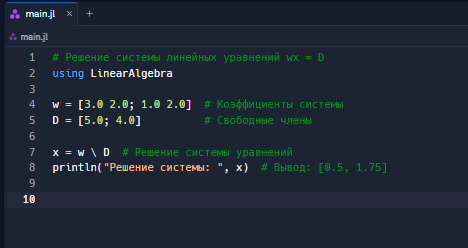 main.jl × +
main.jl
1 # Решение системы линейных уравнений wx = D
2 using LinearAlgebra
3
4 w = [3.0 2.0; 1.0 2.0] # Коэффициенты системы
5 D = [5.0; 4.0] # Свободные члены
6
7 x = w \ D # Решение системы уравнений
8 println("Решение системы: ", x) # Вывод: [0.5, 1.75]
9
10